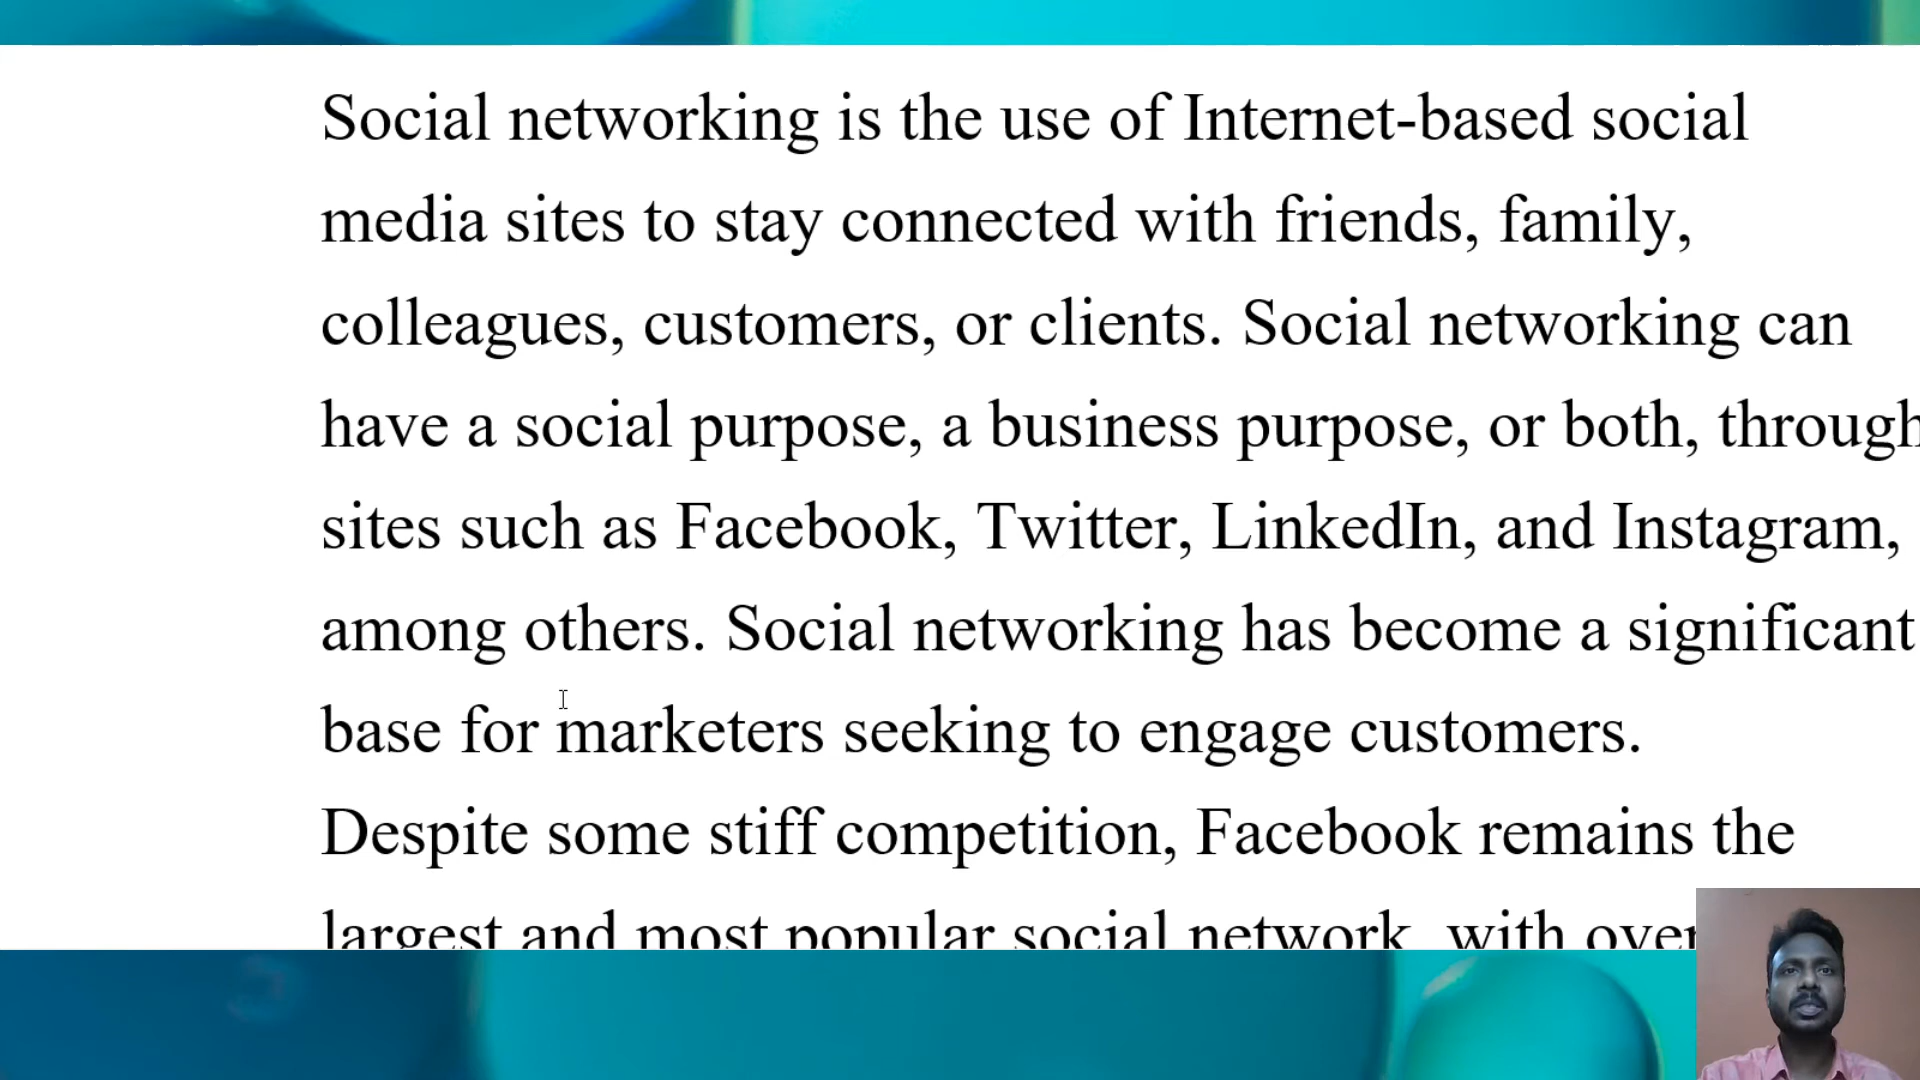 Social networking is the use of Internet-based social
media sites to stay connected with friends, family,
colleagues, customers, or clients. Social networking can
have a social purpose, a business purpose, or both, through
sites such as Facebook, Twitter, LinkedIn, and Instagram,
among others. Social networking has become a significant
base for marketers seeking to engage customers.
Despite some stiff competition, Facebook remains the
largest and most popular social network, with over